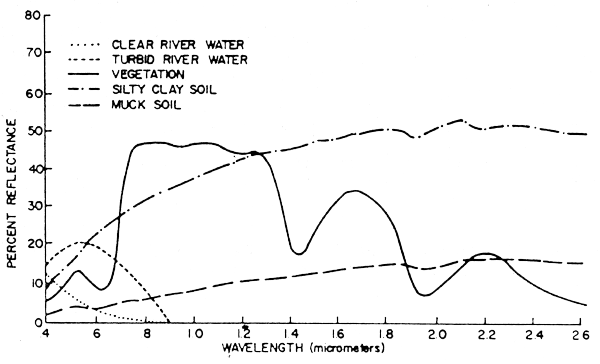 80
70
60
50
40
30
20
10
0
PERCENT REFLECTANCE
CLEAR RIVER WATER
TURBID RIVER WATER
VEGETATION
SILTY CLAY SOIL
MUCK SOIL
.4 .6 .8 1.0 1.2 1.4 1.6 1.8 2.0 2.2 2.4 2.6
WAVELENGTH (micrometers)